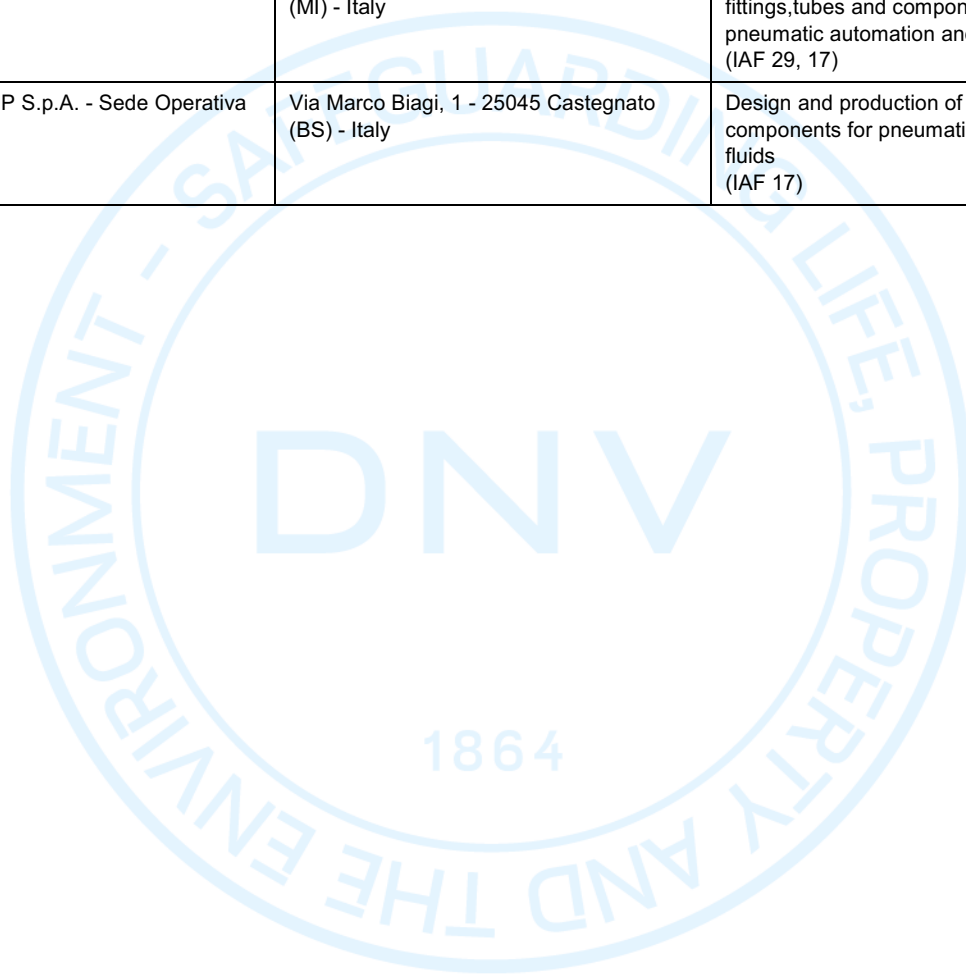 (MI) - Italy
fittings,tubes and compon
pneumatic automation and
(IAF 29, 17)
P S.p.A. - Sede Operativa
Via Marco Biagi, 1 - 25045 Castegnato
(BS) - Italy
Design and production of
components for pneumati
fluids
(IAF 17)
SAFEGUARDING LIFE, PROPERTY AND THE ENVIRONMENT -
DNV
1864